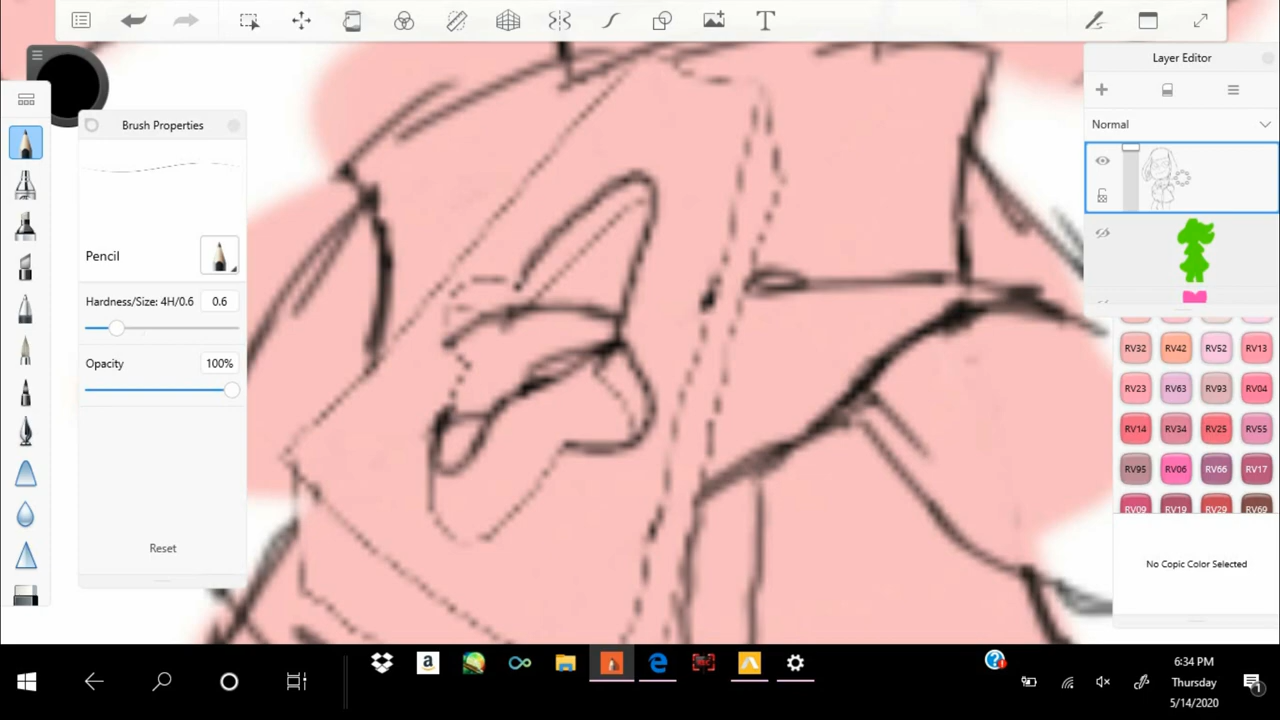 Layer Editor
Brush Properties
Normal
Pencil
Hardness/Size: 4H/0.6
0.6
Opacity
100%
Reset
RV32
RV42
RV52
RV13
RV23
RV63
RV93
RV04
RV14
RV34
RV25
RV55
RV95
RV06
RV66
RV17
RV09
RV19
RV29
RV69
No Copic Color Selected
6:34 PM
Thursday
5/14/2020
1